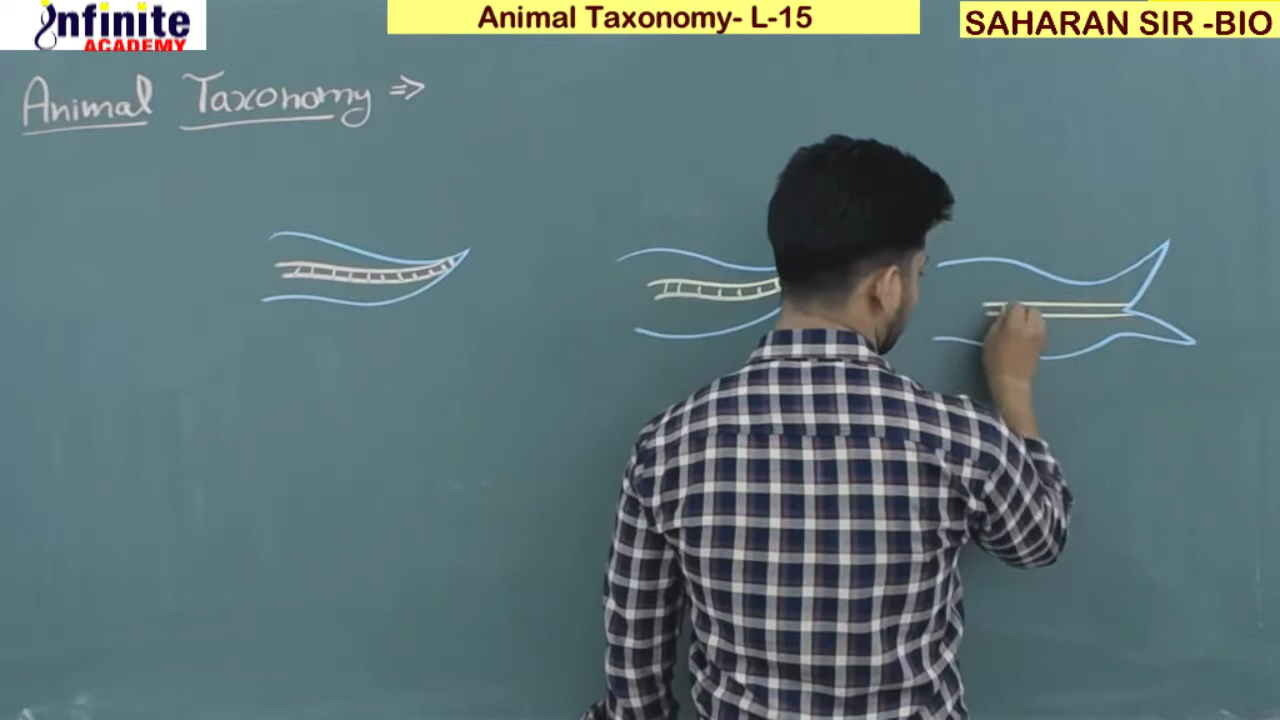 infinite
ACADEMY
Animal Taxonomy- L-15
SAHARAN SIR -BIO
Animal Taxonomy ⇒